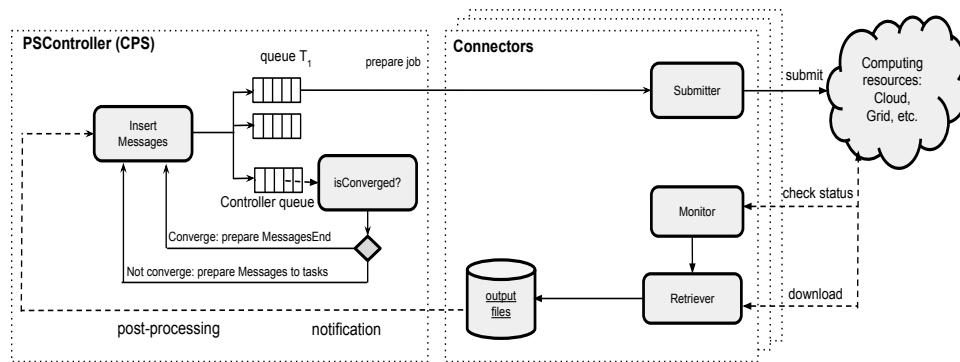 PSController (CPS)
queue T1
prepare job
Insert
Messages
isConverged?
Controller queue
Converge: prepare MessagesEnd
Not converge: prepare Messages to tasks
post-processing
notification
Connectors
Submitter
submit
Computing
resources:
Cloud,
Grid, etc.
Monitor
check status
Retriever
download
output
files